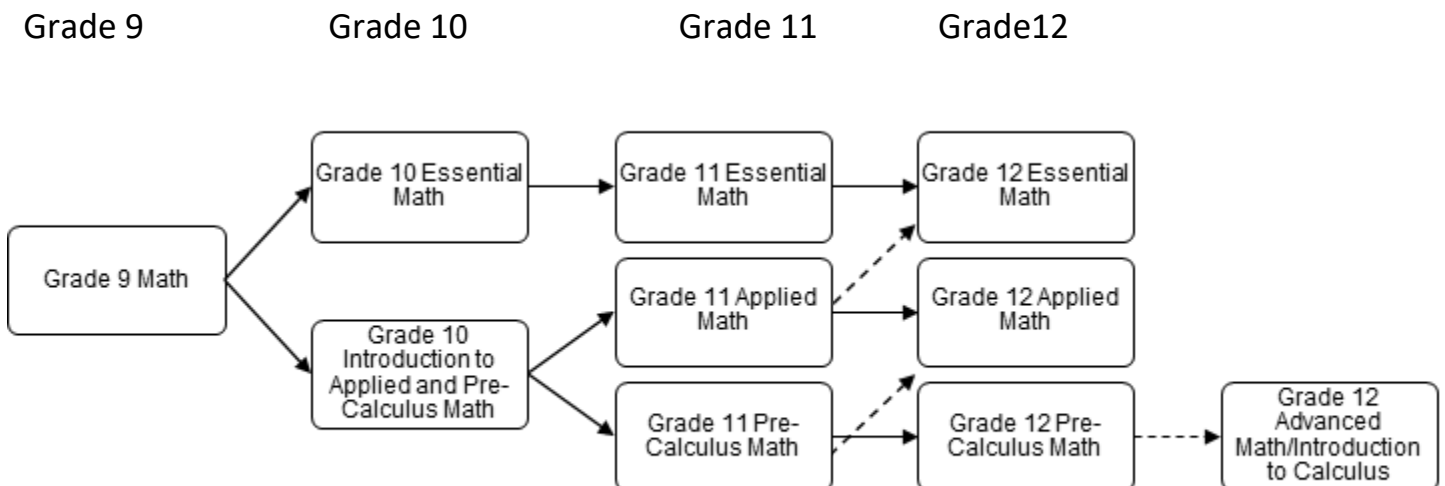 Grade 9
Grade 10
Grade 11
Grade12
Grade 10 Essential
Math
Grade 11 Essential
Math
Grade 12 Essential
Math
Grade 9 Math
Grade 11 Applied
Math
Grade 12 Applied
Math
Grade 10
Introduction to
Applied and Pre-
Calculus Math
Grade 11 Pre-
Calculus Math
Grade 12 Pre-
Calculus Math
Grade 12
Advanced
Math/Introduction
to Calculus